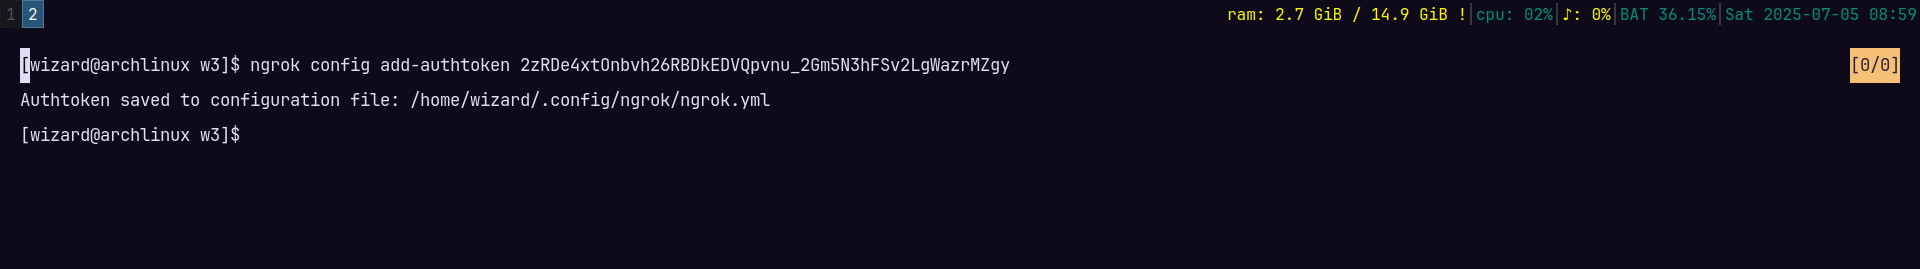 1 2 ram: 2.7 GiB / 14.9 GiB !|cpu: 02%|♪: 0%|BAT 36.15%|Sat 2025-07-05 08:59
[wizard@archlinux w3]$ ngrok config add-authtoken 2zRDe4xtOnbvh26RBDkEDVQpvnu_2Gm5N3hFSv2LgWazrMZgy [0/0]
Authtoken saved to configuration file: /home/wizard/.config/ngrok/ngrok.yml
[wizard@archlinux w3]$